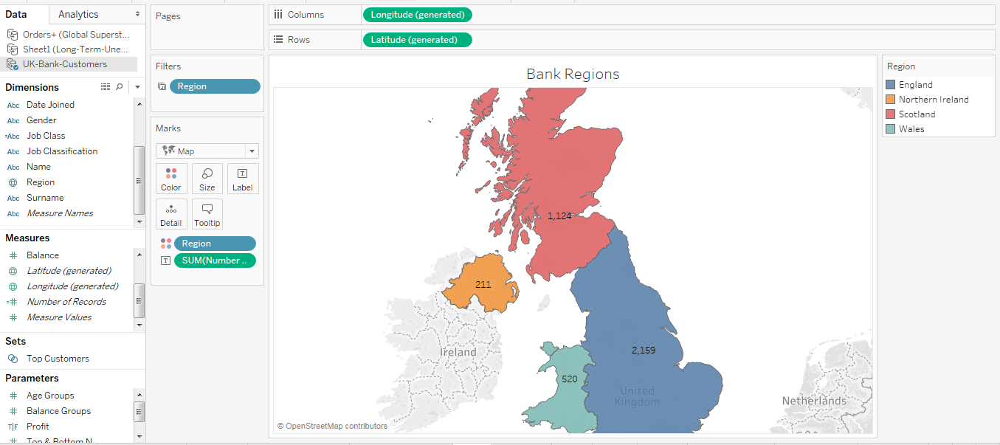 Data
Analytics
Orders+ (Global Superst...
Sheet1 (Long-Term-Une...
UK-Bank-Customers
Dimensions
Abc Date Joined
Abc Gender
=Abc Job Class
Abc Job Classification
Abc Name
Region
Abc Surname
Abc Measure Names
Measures
# Balance
Latitude (generated)
Longitude (generated)
=# Number of Records
# Measure Values
Sets
Top Customers
Parameters
# Age Groups
# Balance Groups
T|F Profit
# Top & Bottom N
Pages
Filters
Region
Marks
Map
Color
Size
T Label
Detail
Tooltip
Region
T SUM(Number ..
Columns
Longitude (generated)
Rows
Latitude (generated)
Bank Regions
1,124
211
2,159
520
Ireland
United
Kingdom
Netherlands
© OpenStreetMap contributors
Region
England
Northern Ireland
Scotland
Wales